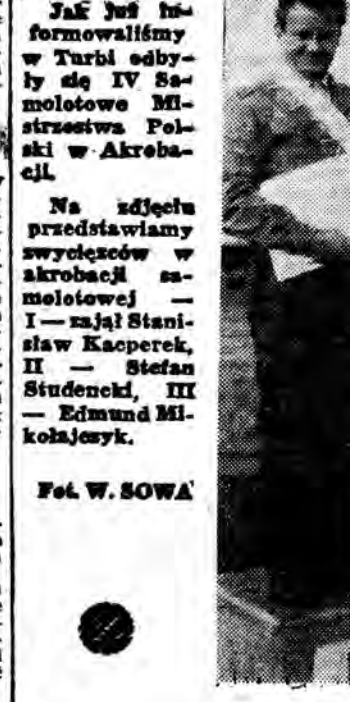 Jak już in-
formowaliśmy
w Turbi odby-
ły się IV Sa-
molotowe Mi-
strzostwa Pol-
ski w Akroba-
cji.
Na zdjęciu
przedstawiamy
zwycięzców w
akrobacji sa-
molotowej —
I — zajął Stani-
sław Kacperek,
II — Stefan
Studencki, III
— Edmund Mi-
kołajczyk.
Fot. W. SOWA